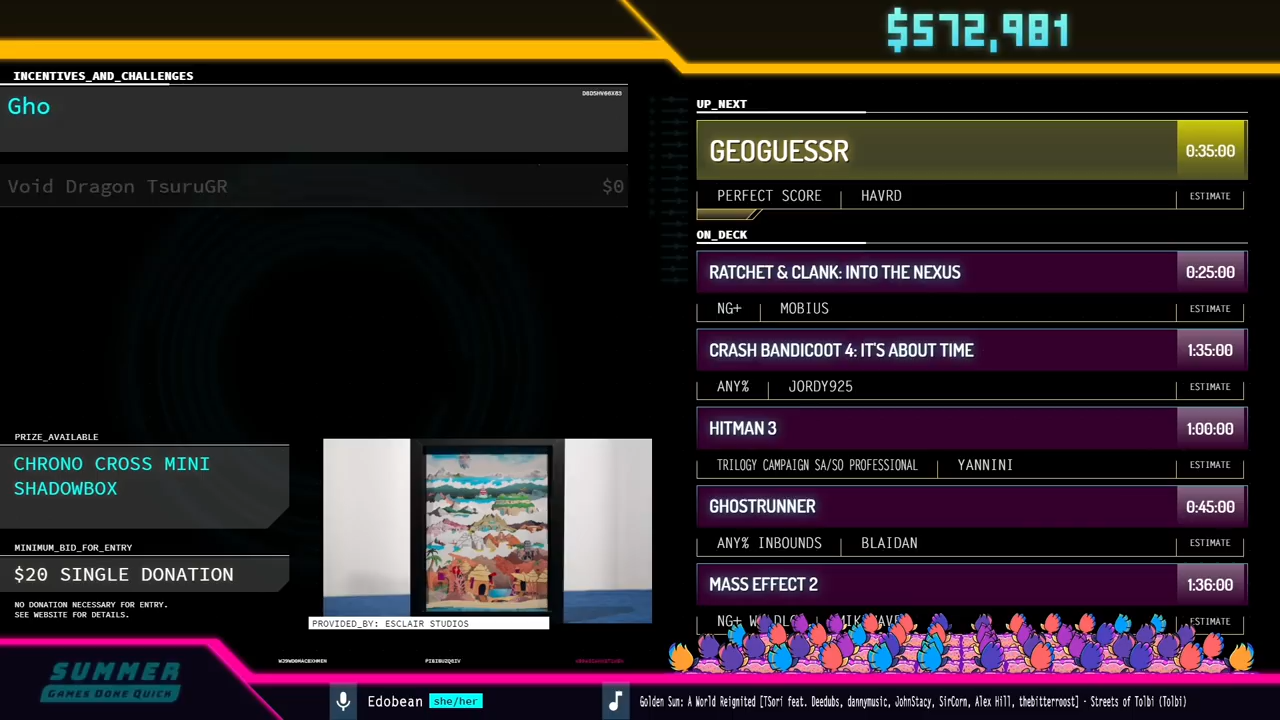 $572,981
INCENTIVES_AND_CHALLENGES
Gho
Void Dragon TsuruGR $0
PRIZE_AVAILABLE
CHRONO CROSS MINI
SHADOWBOX
MINIMUM_BID_FOR_ENTRY
$20 SINGLE DONATION
NO DONATION NECESSARY FOR ENTRY.
SEE WEBSITE FOR DETAILS.
PROVIDED_BY: ESCLAIR STUDIOS
UP_NEXT
GEOGUESSR 0:35:00
PERFECT SCORE HAVRD ESTIMATE
ON_DECK
RATCHET & CLANK: INTO THE NEXUS 0:25:00
NG+ MOBIUS ESTIMATE
CRASH BANDICOOT 4: IT'S ABOUT TIME 1:35:00
ANY% JORDY925 ESTIMATE
HITMAN 3 1:00:00
TRILOGY CAMPAIGN SA/SO PROFESSIONAL YANNINI ESTIMATE
GHOSTRUNNER 0:45:00
ANY% INBOUNDS BLAIDAN ESTIMATE
MASS EFFECT 2 1:36:00
NG+ ESTIMATE
SUMMER
GAMES DONE QUICK
Edobean she/her
Golden Sun: A World Reignited [TSori feat. Deedubs, dannymusic, JohnStacy, SirCorn, Alex Hill, thebitterroost] - Streets of Tolbi (Tolbi)